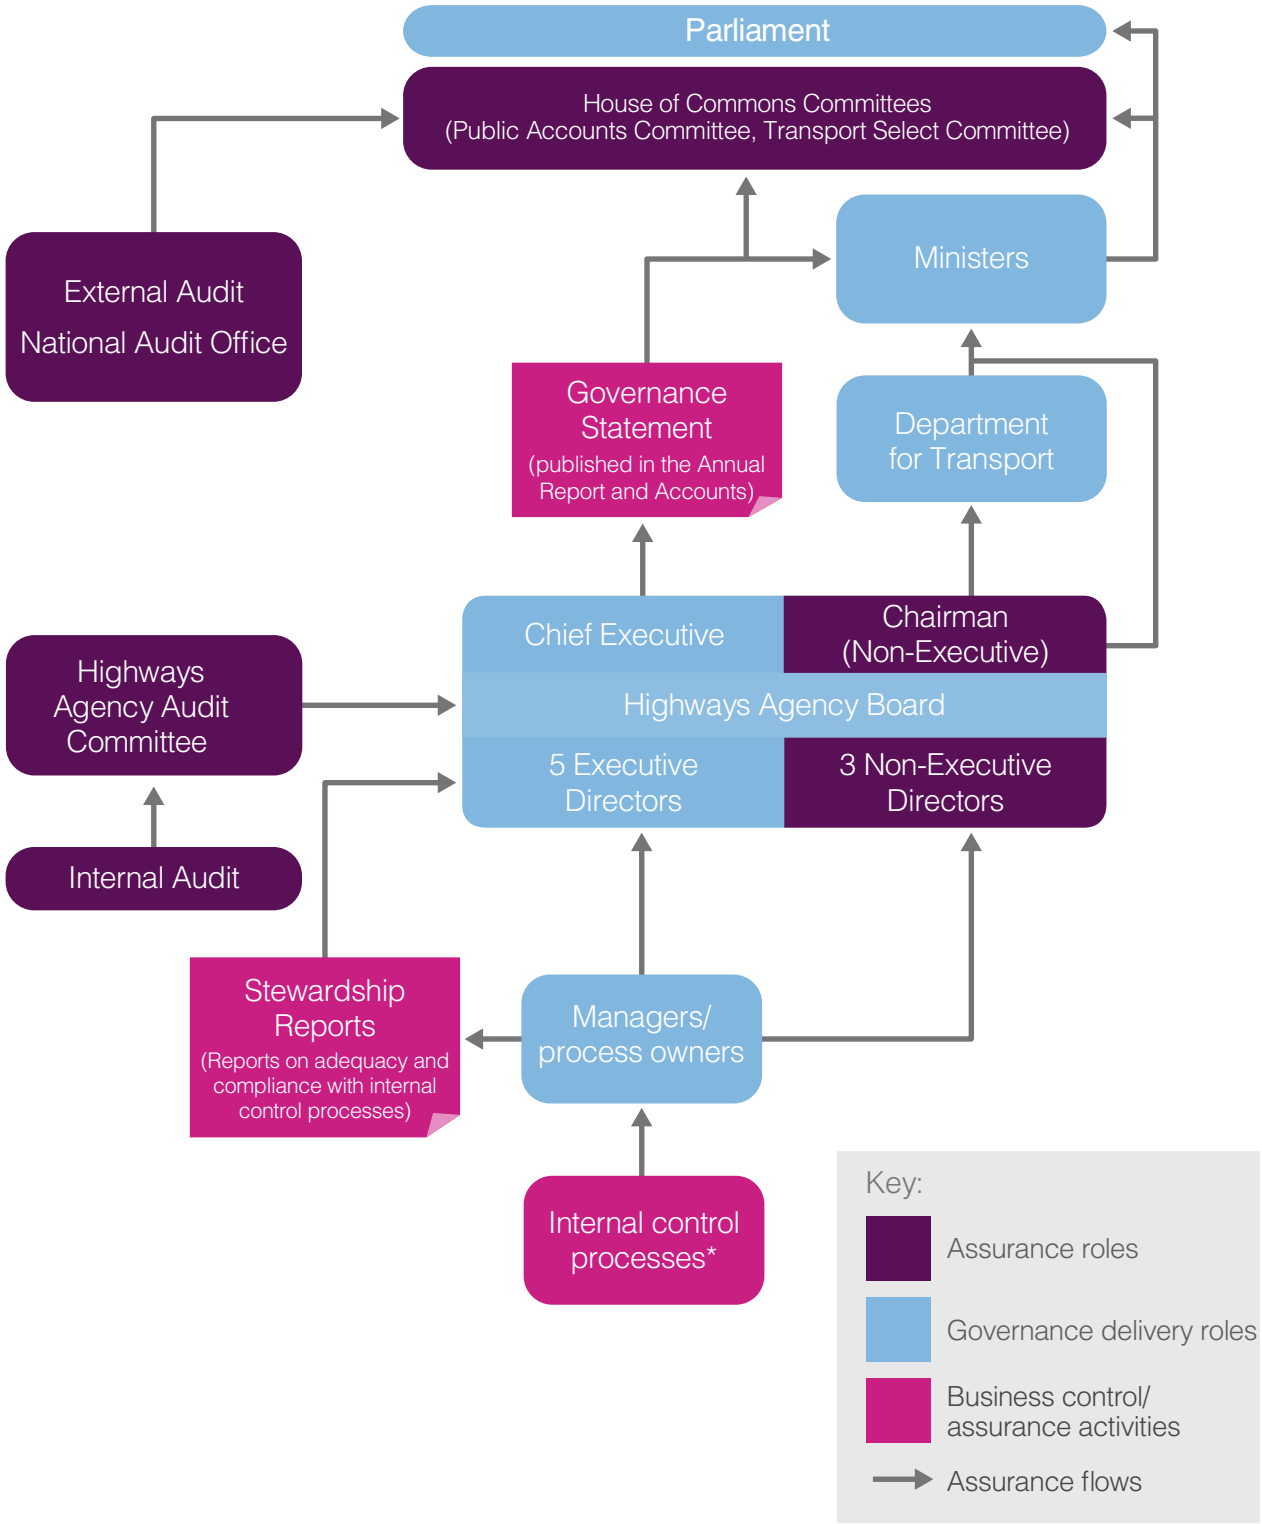 Parliament
House of Commons Committees
(Public Accounts Committee, Transport Select Committee)
Ministers
External Audit
National Audit Office
Governance
Statement
(published in the Annual
Report and Accounts)
Department
for Transport
Chief Executive
Chairman
(Non-Executive)
Highways Agency Board
5 Executive
Directors
3 Non-Executive
Directors
Highways
Agency Audit
Committee
Internal Audit
Stewardship
Reports
(Reports on adequacy and
compliance with internal
control processes)
Managers/
process owners
Internal control
processes*
Key:
Assurance roles
Governance delivery roles
Business control/
assurance activities
Assurance flows